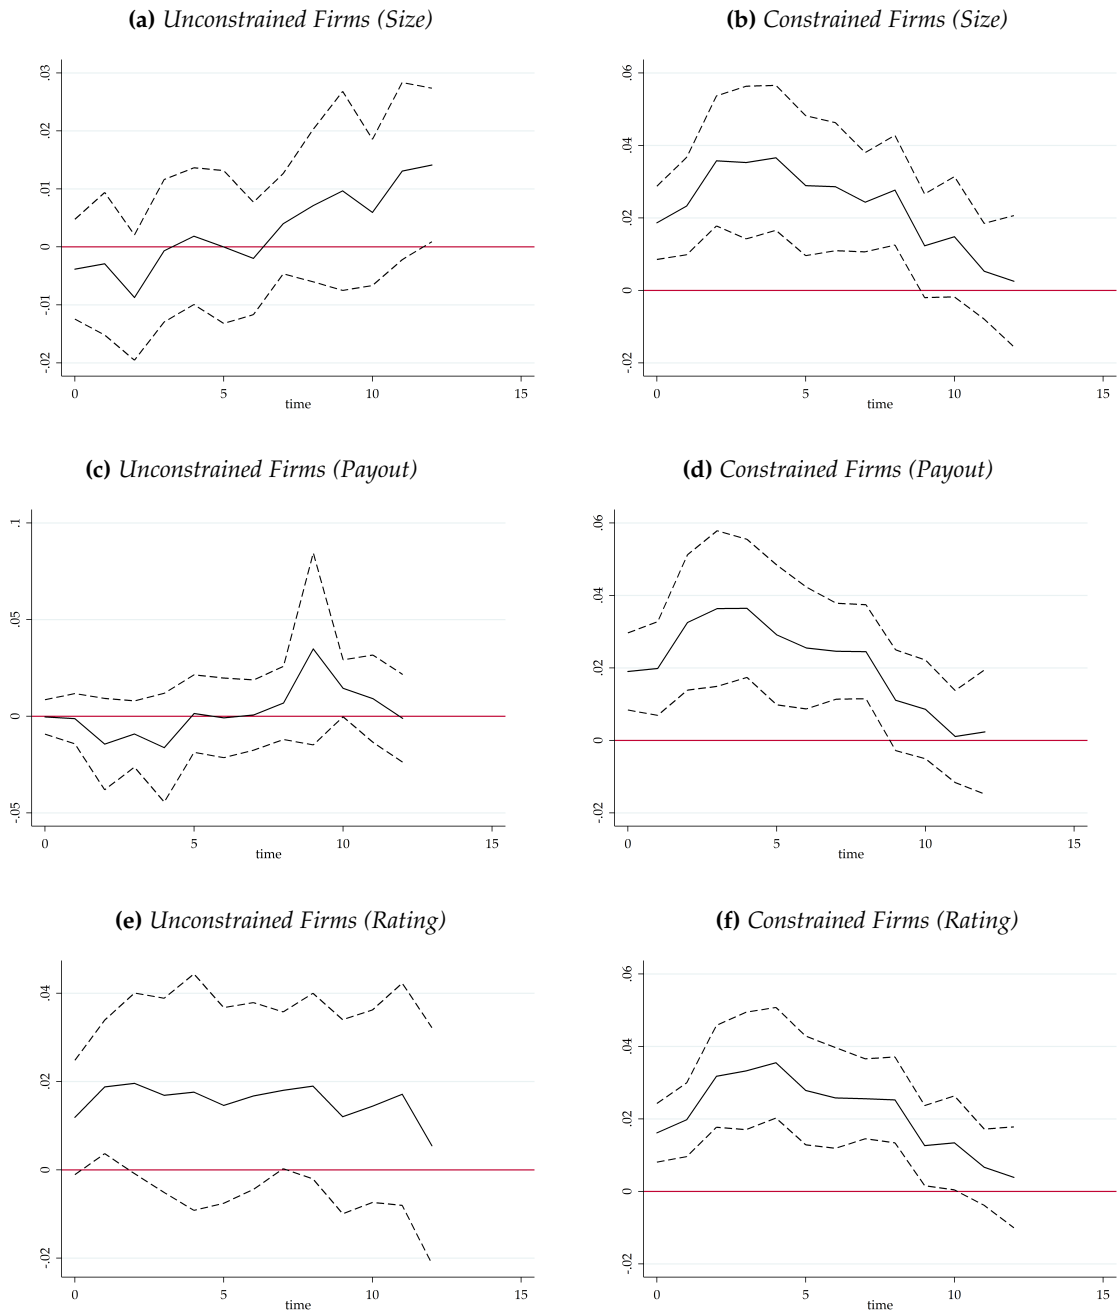 (a) Unconstrained Firms (Size)
.03
.02
.01
0
-.01
-.02
0 5 10 15
time
(b) Constrained Firms (Size)
.06
.04
.02
0
-.02
0 5 10 15
time
(c) Unconstrained Firms (Payout)
.1
.05
0
-.05
0 5 10 15
time
(d) Constrained Firms (Payout)
.06
.04
.02
0
-.02
0 5 10 15
time
(e) Unconstrained Firms (Rating)
.04
.02
0
-.02
0 5 10 15
time
(f) Constrained Firms (Rating)
.06
.04
.02
0
-.02
0 5 10 15
time